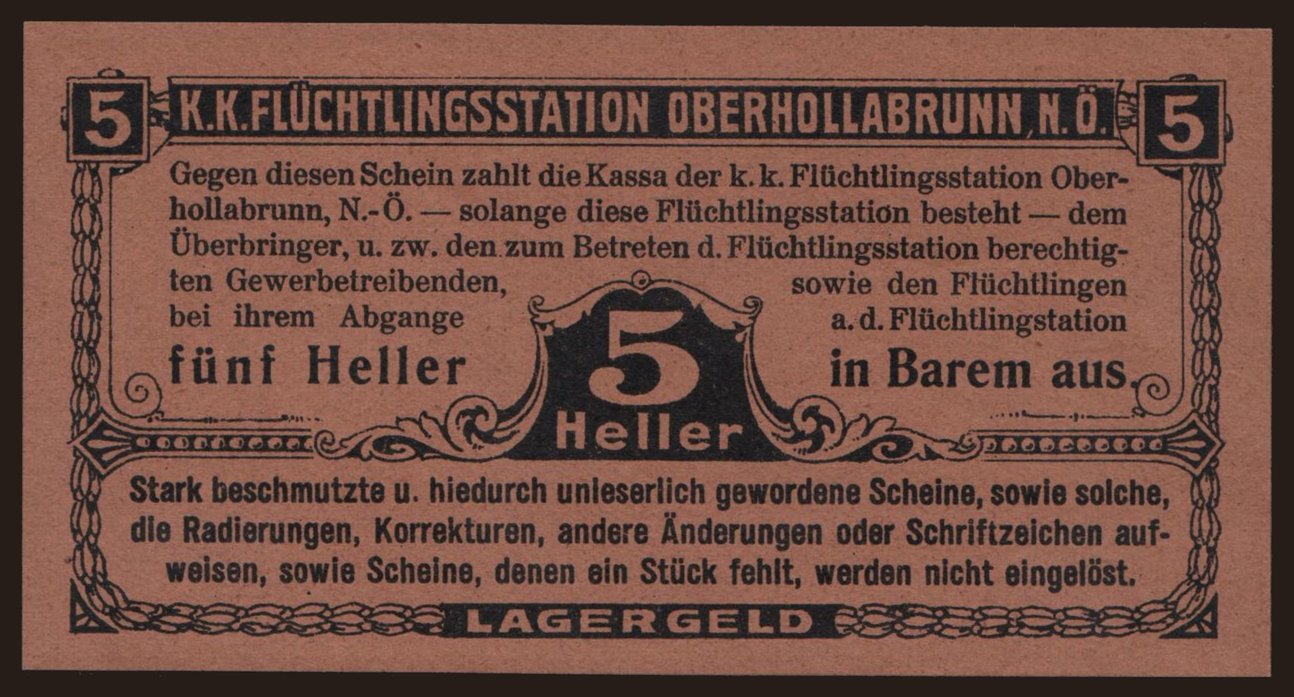 5 K.K.FLÜCHTLINGSSTATION OBERHOLLABRUNN, N.Ö. 5
Gegen diesen Schein zahlt die Kassa der k. k. Flüchtlingsstation Ober-
hollabrunn, N.-Ö. — solange diese Flüchtlingsstation besteht — dem
Überbringer, u. zw. den zum Betreten d. Flüchtlingsstation berechtig-
ten Gewerbetreibenden, sowie den Flüchtlingen
bei ihrem Abgange a. d. Flüchtlingstation
fünf Heller in Barem aus.
5
Heller
Stark beschmutzte u. hiedurch unleserlich gewordene Scheine, sowie solche,
die Radierungen, Korrekturen, andere Änderungen oder Schriftzeichen auf-
weisen, sowie Scheine, denen ein Stück fehlt, werden nicht eingelöst.
LAGERGELD